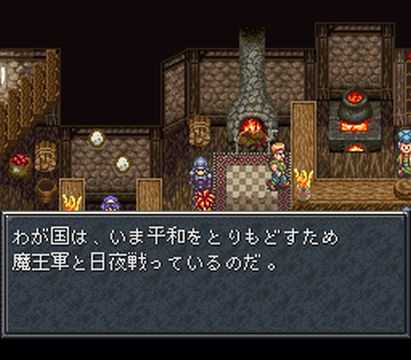 わが国は、いま平和をとりもどすため
魔王軍と日夜戦っているのだ。